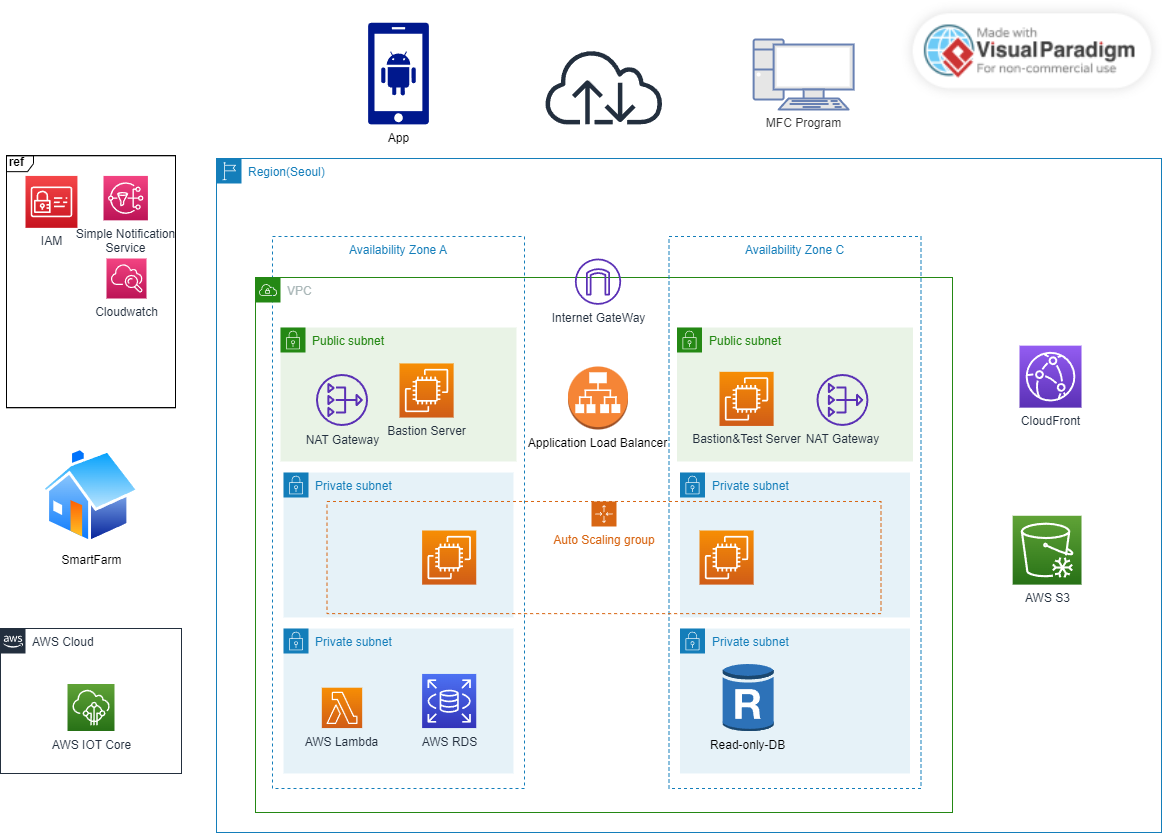 Made with
Visual Paradigm
For non-commercial use
App
MFC Program
ref
IAM
Simple Notification
Service
Cloudwatch
Region(Seoul)
Availability Zone A
Availability Zone C
VPC
Internet GateWay
Public subnet
NAT Gateway
Bastion Server
Application Load Balancer
Public subnet
Bastion&Test Server
NAT Gateway
CloudFront
Private subnet
Auto Scaling group
Private subnet
SmartFarm
AWS S3
aws
AWS Cloud
AWS IOT Core
Private subnet
AWS Lambda
AWS RDS
Private subnet
R
Read-only-DB